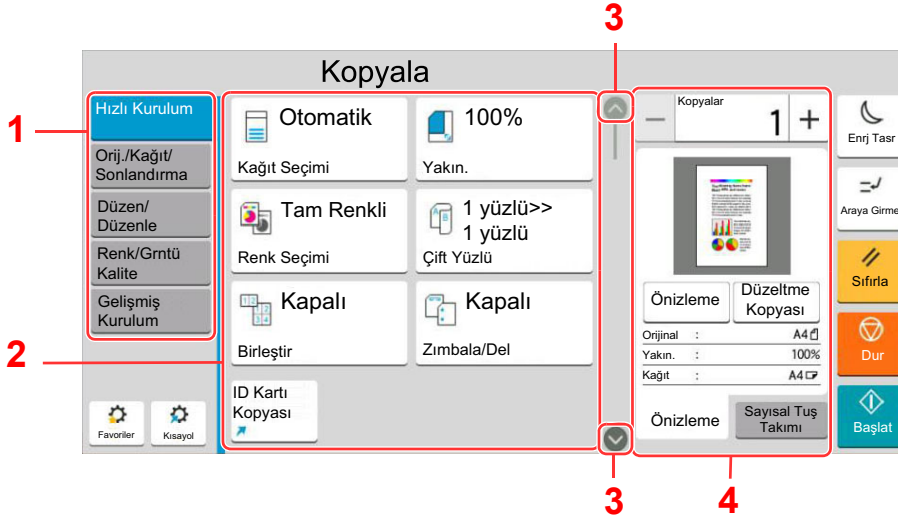 3
Kopyala
1
Hızlı Kurulum
Orij./Kağıt/
Sonlandırma
Düzen/
Düzenle
Renk/Grntü
Kalite
Gelişmiş
Kurulum
Favoriler
Kısayol
2
Otomatik
Kağıt Seçimi
100%
Yakın.
Tam Renkli
Renk Seçimi
1 yüzlü>>
1 yüzlü
Çift Yüzlü
Kapalı
Birleştir
Kapalı
Zımbala/Del
ID Kartı
Kopyası
Kopyalar
1
Önizleme
Düzeltme
Kopyası
Orijinal : A4
Yakın. : 100%
Kağıt : A4
Önizleme
Sayısal Tuş
Takımı
Enrj Tasr
Araya Girme
Sıfırla
Dur
Başlat
3
4